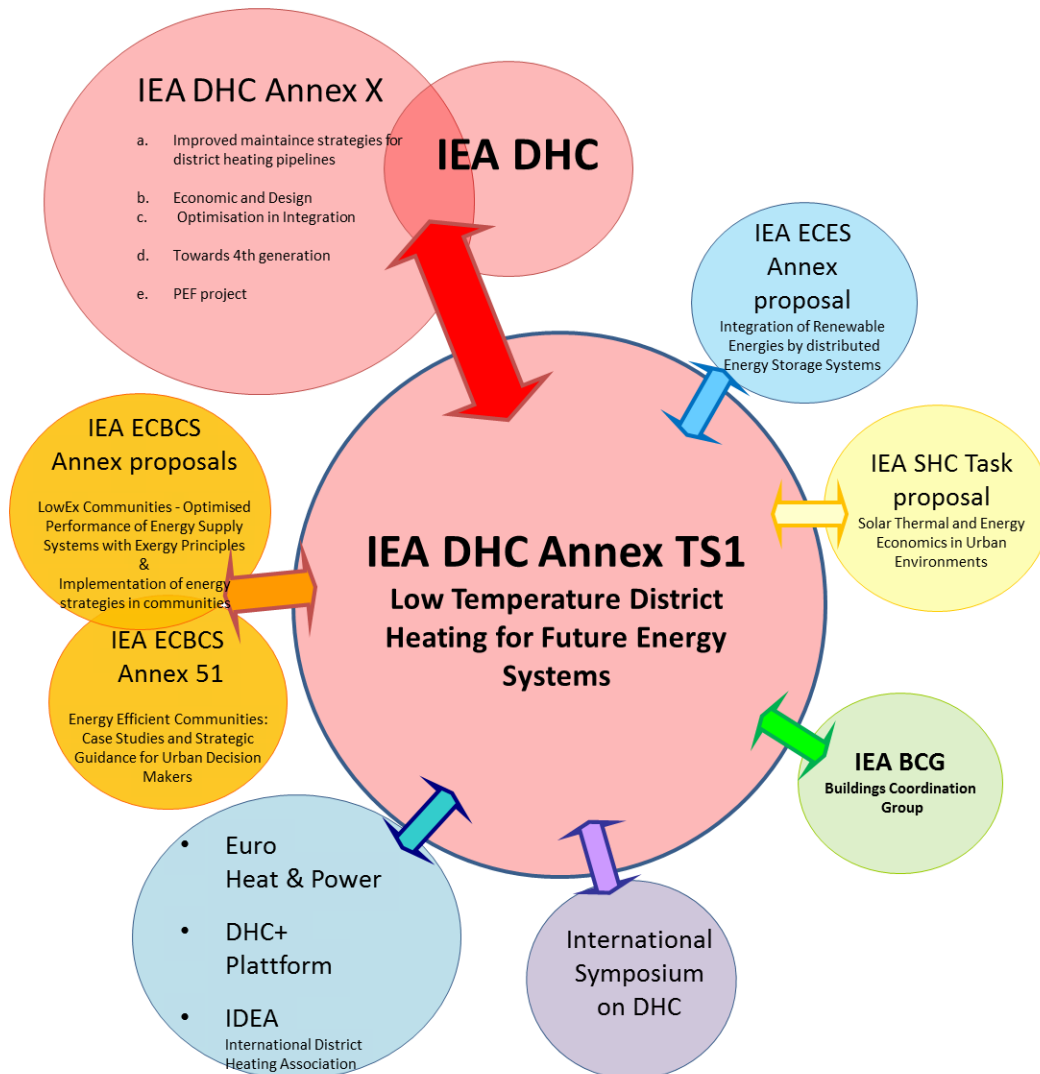 IEA DHC Annex X
a. Improved maintaince strategies for
district heating pipelines
b. Economic and Design
c. Optimisation in Integration
d. Towards 4th generation
e. PEF project
IEA DHC
IEA ECES
Annex
proposal
Integration of Renewable
Energies by distributed
Energy Storage Systems
IEA ECBCS
Annex proposals
LowEx Communities - Optimised
Performance of Energy Supply
Systems with Exergy Principles
&
Implementation of energy
strategies in communities
IEA SHC Task
proposal
Solar Thermal and Energy
Economics in Urban
Environments
IEA DHC Annex TS1
Low Temperature District
Heating for Future Energy
Systems
IEA ECBCS
Annex 51
Energy Efficient Communities:
Case Studies and Strategic
Guidance for Urban Decision
Makers
IEA BCG
Buildings Coordination
Group
• Euro
Heat & Power
• DHC+
Plattform
• IDEA
International District
Heating Association
International
Symposium
on DHC